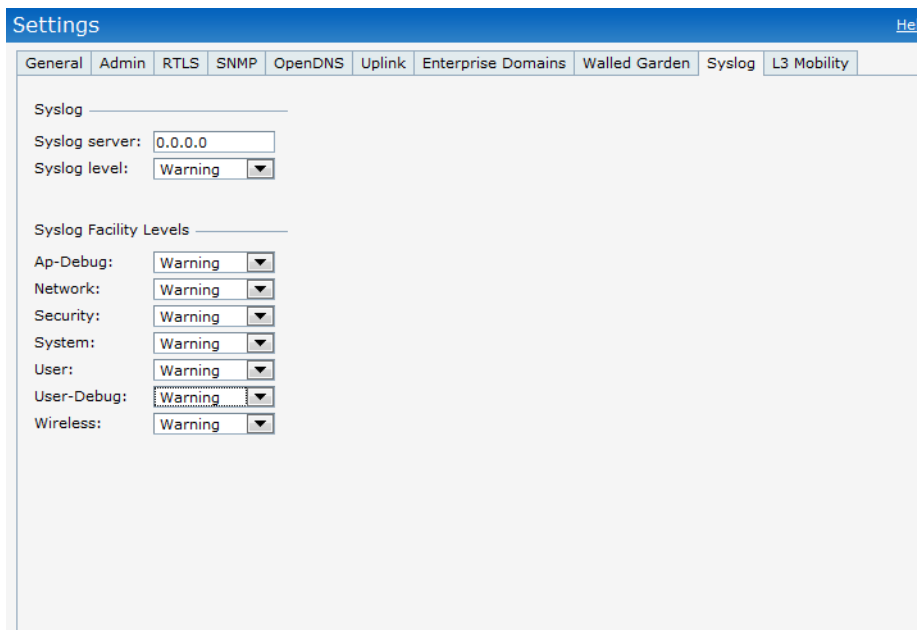 Settings
He
General Admin RTLS SNMP OpenDNS Uplink Enterprise Domains Walled Garden Syslog L3 Mobility
Syslog
Syslog server: 0.0.0.0
Syslog level: Warning
Syslog Facility Levels
Ap-Debug: Warning
Network: Warning
Security: Warning
System: Warning
User: Warning
User-Debug: Warning
Wireless: Warning